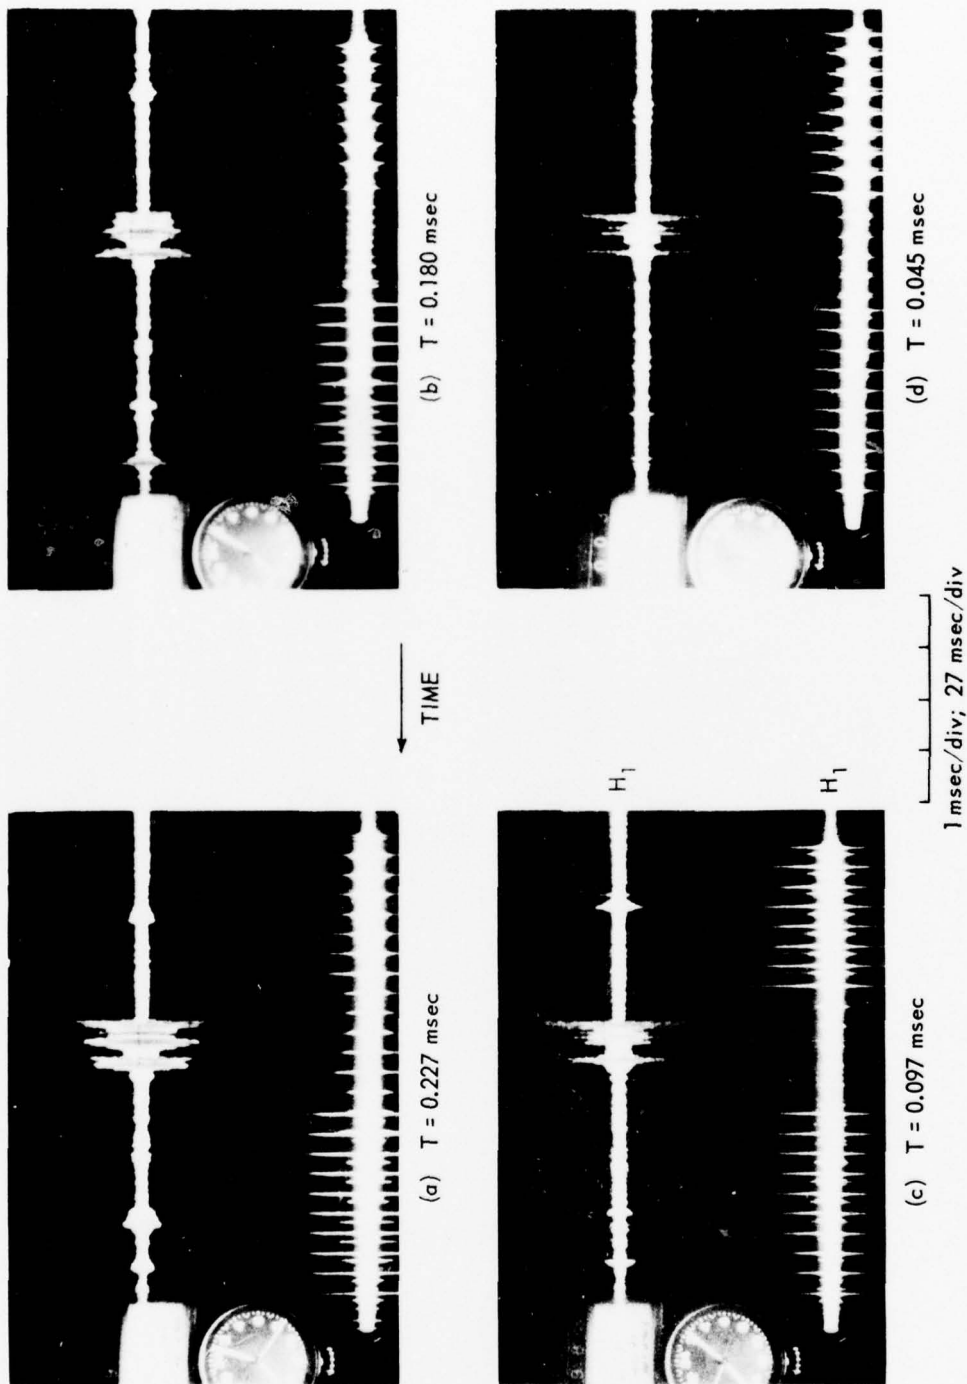 (a) T = 0.227 msec
(b) T = 0.180 msec
TIME
H1
H1
(c) T = 0.097 msec
(d) T = 0.045 msec
1 msec/div; 27 msec/div